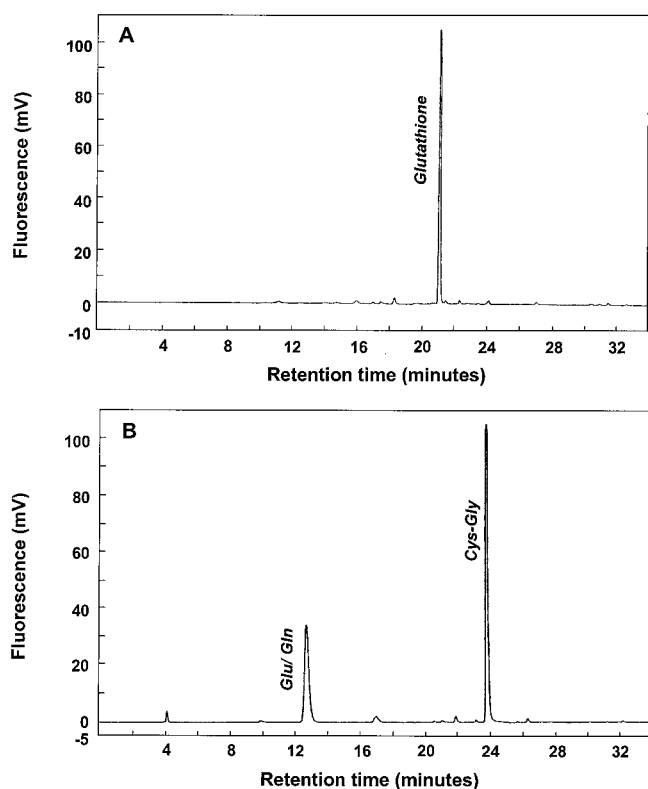 A
Fluorescence (mV)
100
80
60
40
20
0
-10
Glutathione
4 8 12 16 20 24 28 32
Retention time (minutes)
B
Fluorescence (mV)
100
80
60
40
20
0
-5
Glu/ Gln
Cys-Gly
4 8 12 16 20 24 28 32
Retention time (minutes)